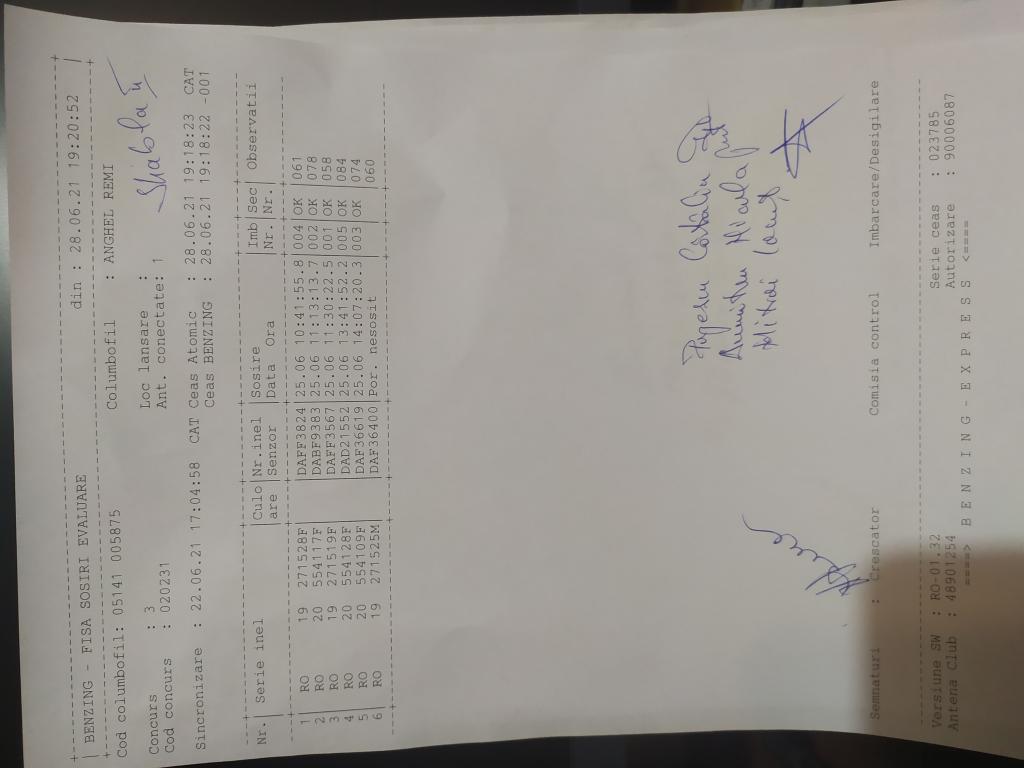 BENZING - FISA SOSIRI EVALUARE din : 28.06.21 19:20:52
Cod columbofil: 05141 005875 Columbofil : ANGHEL REMI
Concurs : 3 Loc lansare :
Cod concurs : 020231 Ant. conectate: 1
Sincronizare : 22.06.21 17:04:58 CAT Ceas Atomic : 28.06.21 19:18:23 CAT
Ceas BENZING : 28.06.21 19:18:22 -001
Nr. | Serie inel | Culo | Nr.inel | Sosire | Imb | Sec | Observatii
are | Senzor | Data Ora | Nr. | Nr. |
1 RO 19 271528F | DAFF3824 | 25.06 10:41:55.8 | 004 | OK | 061
2 RO 20 554117F | DABF9383 | 25.06 11:13:13.7 | 002 | OK | 078
3 RO 19 271519F | DAFF3567 | 25.06 11:30:22.5 | 001 | OK | 058
4 RO 20 554128F | DAD21552 | 25.06 13:41:52.2 | 005 | OK | 084
5 RO 20 554109F | DAF36619 | 25.06 14:07:20.3 | 003 | OK | 074
6 RO 19 271525M | DAF36400 | Por. nesosit 060
Semnaturi : Crescator Comisia control Imbarcare/Desigilare
Versiune SW : RO-01.32 Serie ceas : 023785
Antena Club : 48901254 Autorizare : 90006087
====> B E N Z I N G - E X P R E S S <====